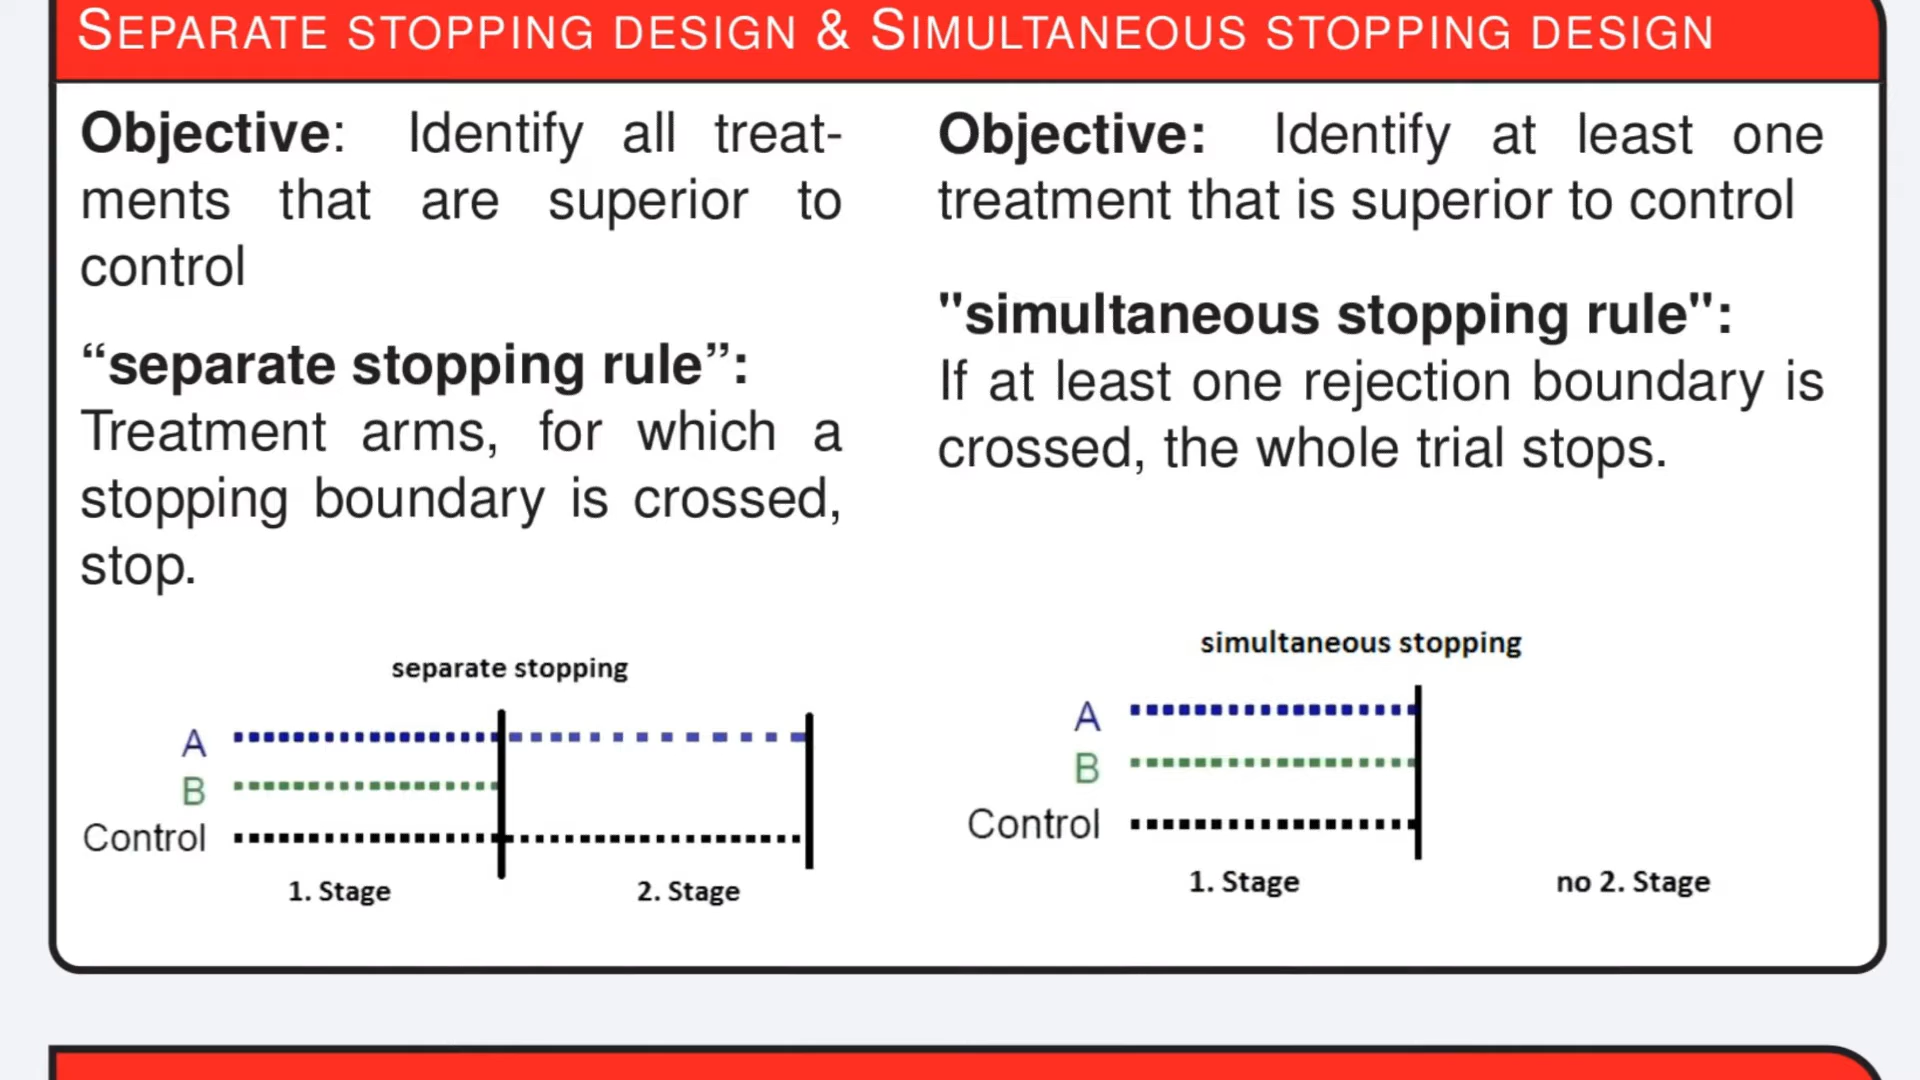 SEPARATE STOPPING DESIGN & SIMULTANEOUS STOPPING DESIGN
Objective: Identify all treat-
ments that are superior to
control
“separate stopping rule”:
Treatment arms, for which a
stopping boundary is crossed,
stop.
separate stopping
A
B
Control
1. Stage 2. Stage
Objective: Identify at least one
treatment that is superior to control
"simultaneous stopping rule":
If at least one rejection boundary is
crossed, the whole trial stops.
simultaneous stopping
A
B
Control
1. Stage no 2. Stage